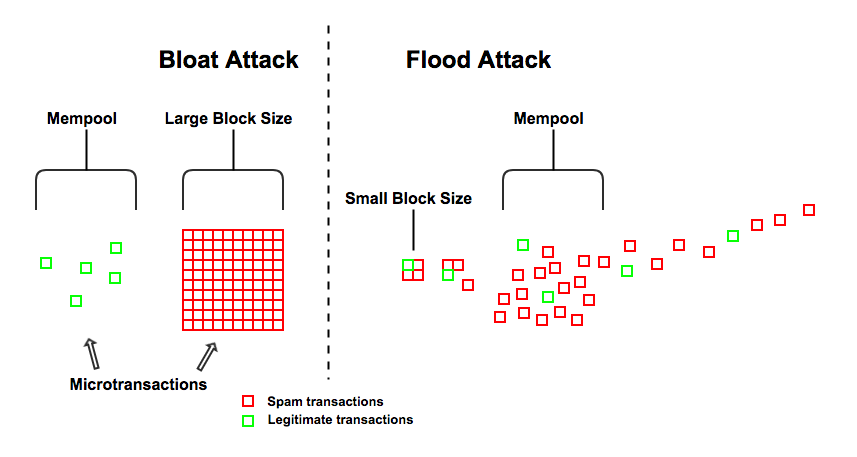 Bloat Attack
Flood Attack
Mempool
Large Block Size
Mempool
Small Block Size
Microtransactions
Spam transactions
Legitimate transactions